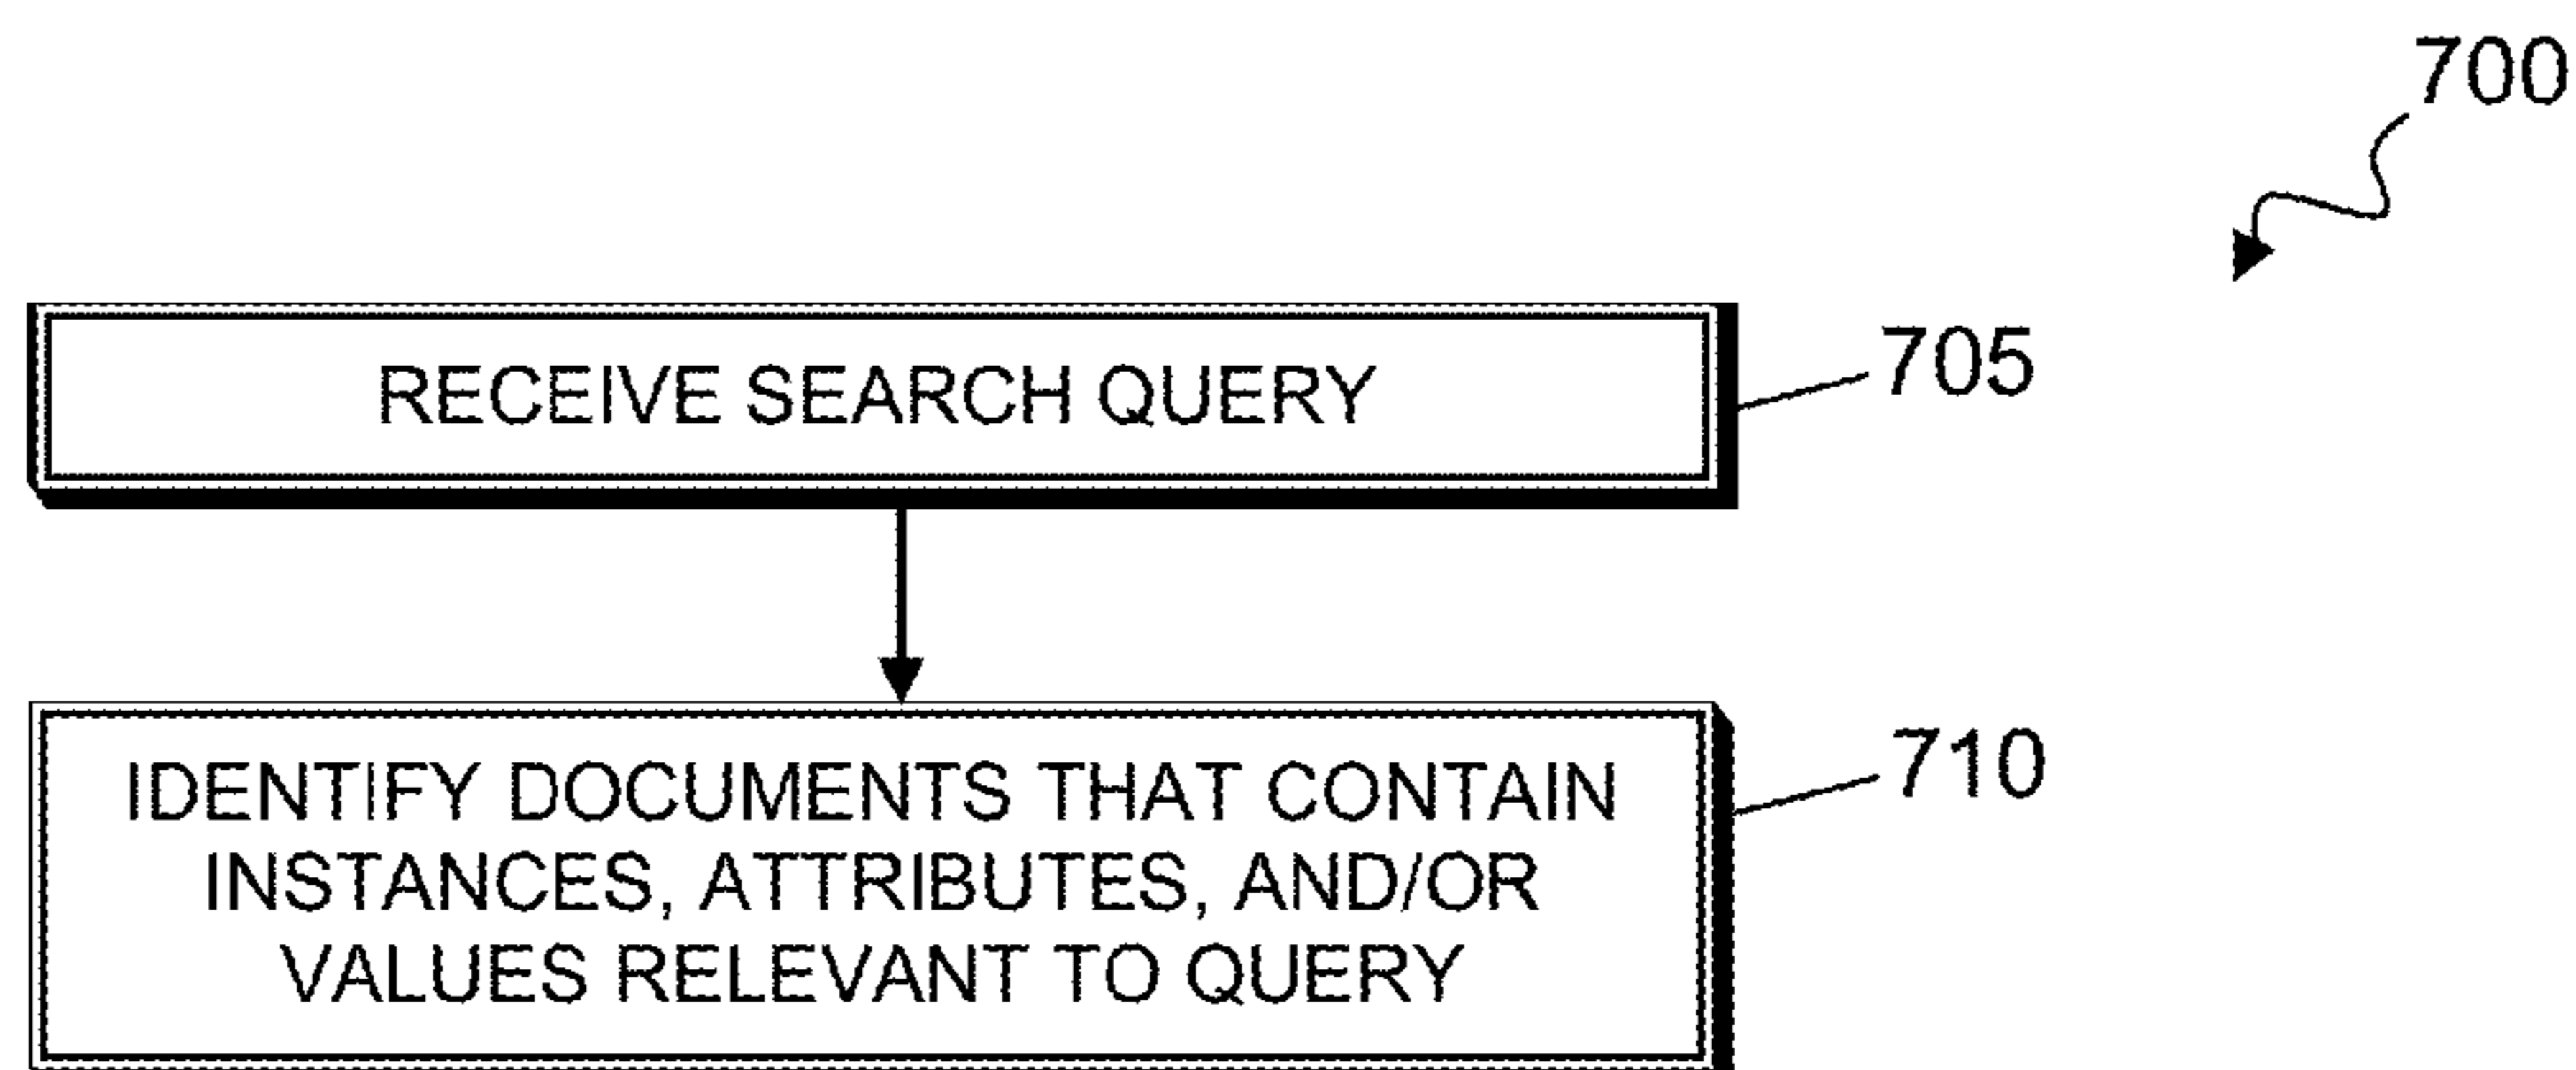 700
RECEIVE SEARCH QUERY
705
IDENTIFY DOCUMENTS THAT CONTAIN
INSTANCES, ATTRIBUTES, AND/OR
VALUES RELEVANT TO QUERY
710